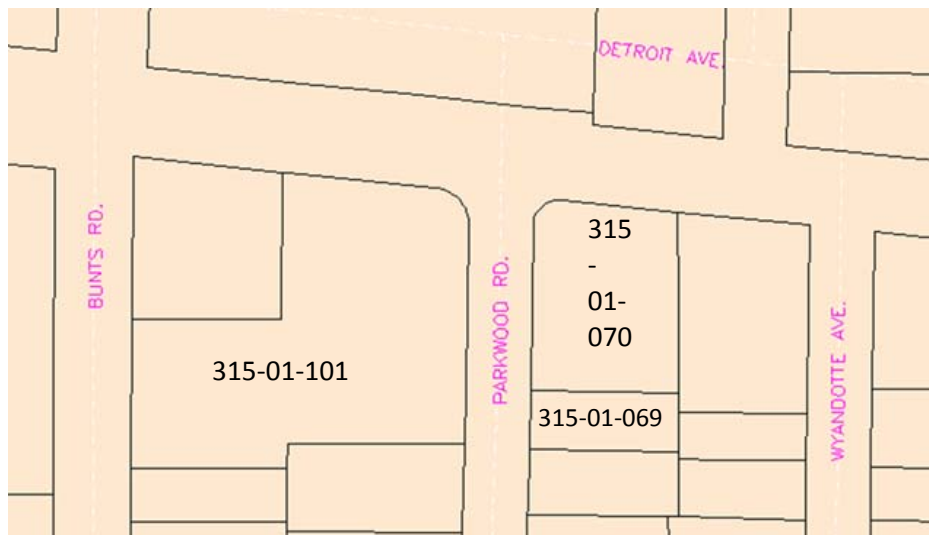 DETROIT AVE.
BUNTS RD.
PARKWOOD RD.
WYANDOTTE AVE.
315
-
01-
070
315-01-101
315-01-069